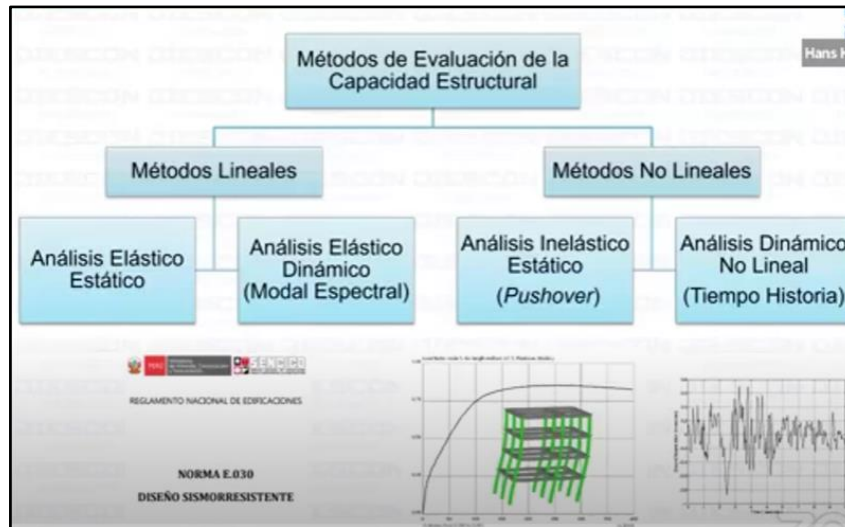 Métodos de Evaluación de la
Capacidad Estructural
Hans
Métodos Lineales
Métodos No Lineales
Análisis Elástico
Estático
Análisis Elástico
Dinámico
(Modal Espectral)
Análisis Inelástico
Estático
(Pushover)
Análisis Dinámico
No Lineal
(Tiempo Historia)
PERÚ
REGLAMENTO NACIONAL DE EDIFICACIONES
NORMA E.030
DISEÑO SISMORRESISTENTE